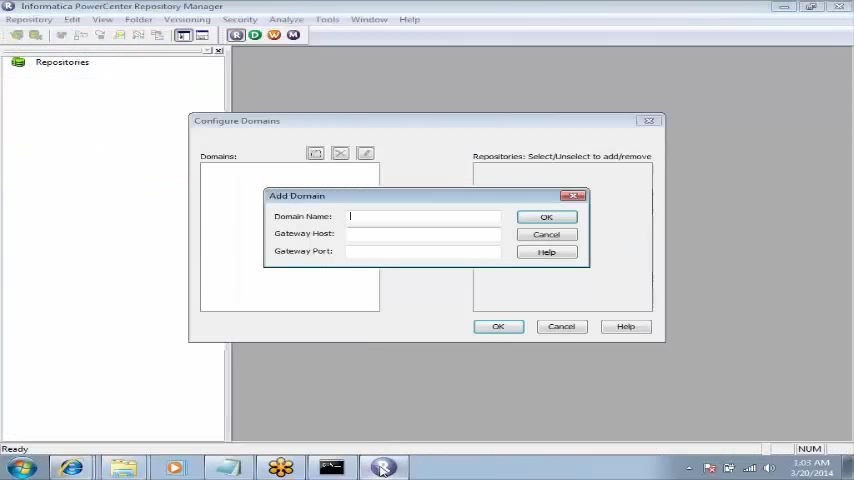 Informatica PowerCenter Repository Manager
Repository Edit View Folder Versioning Security Analyze Tools Window Help
R D W M
Repositories
Configure Domains
Domains:
Repositories: Select/Unselect to add/remove
Add Domain
Domain Name:
OK
Gateway Host:
Cancel
Gateway Port:
Help
OK Cancel Help
Ready
NUM
R
1:03 AM
3/20/2014